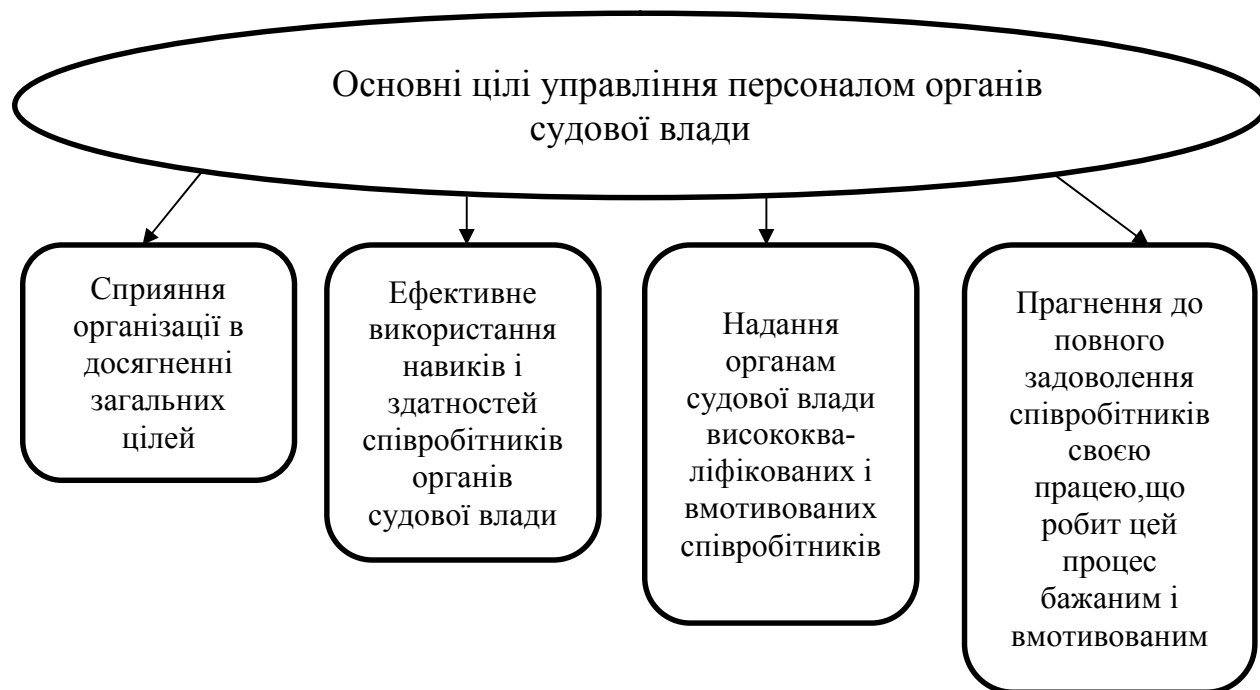 Основні цілі управління персоналом органів
судової влади
Сприяння
організації в
досягненні
загальних
цілей
Ефективне
використання
навиків і
здатностей
співробітників
органів
судової влади
Надання
органам
судової влади
висококва-
ліфікованих і
вмотивованих
співробітників
Прагнення до
повного
задоволення
співробітників
своєю
працею,що
робит цей
процес
бажаним і
вмотивованим